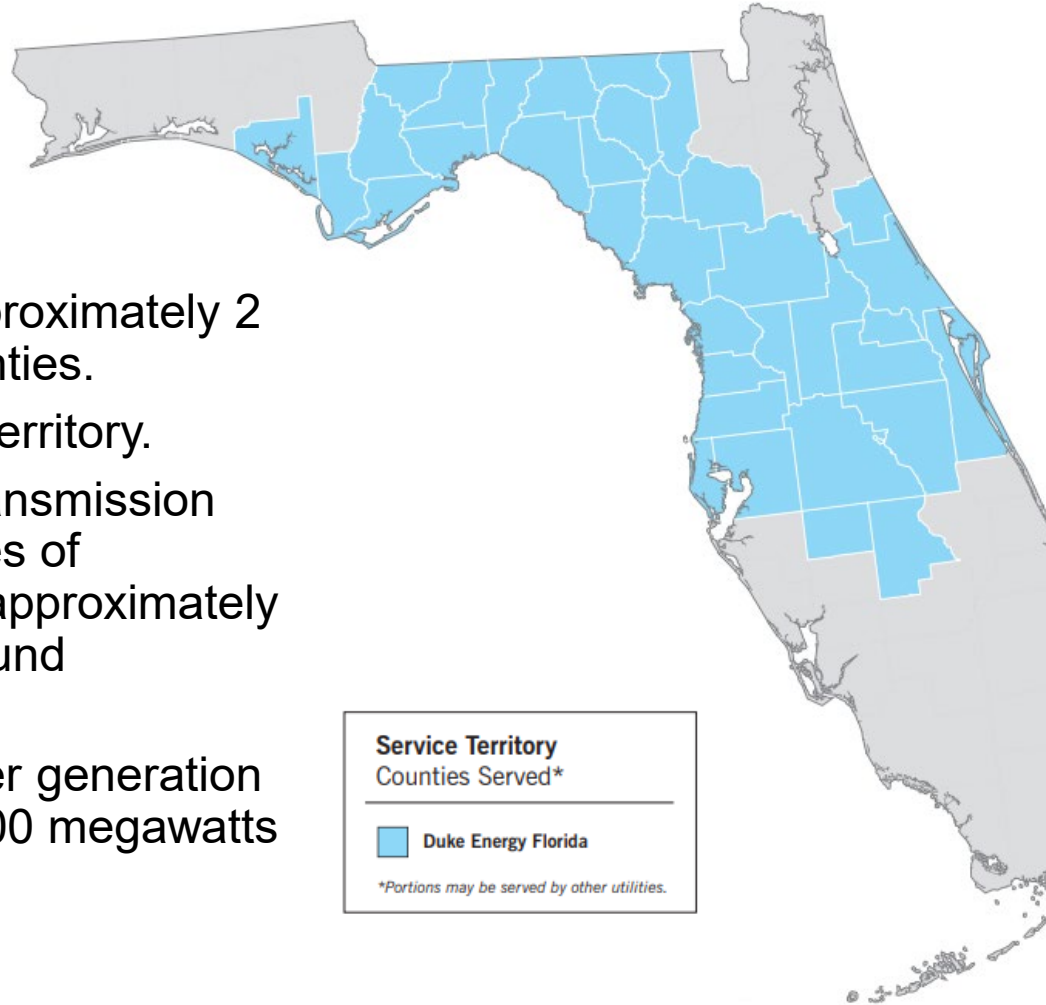 proximately 2
nties.
erritory.
ansmission
es of
approximately
und
er generation
00 megawatts
Service Territory
Counties Served*
Duke Energy Florida
*Portions may be served by other utilities.